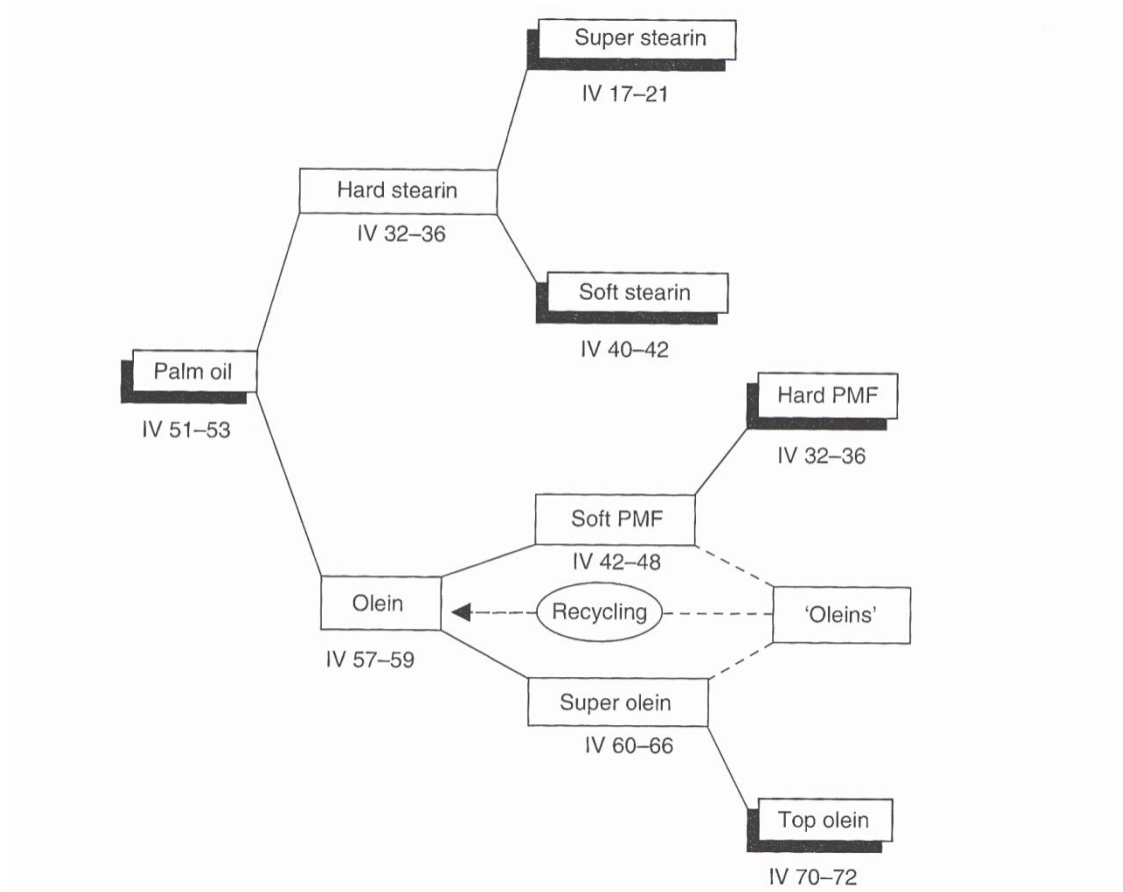 Super stearin
IV 17–21
Hard stearin
IV 32–36
Soft stearin
IV 40–42
Palm oil
IV 51–53
Hard PMF
IV 32–36
Soft PMF
IV 42–48
Olein
IV 57–59
Recycling
‘Oleins’
Super olein
IV 60–66
Top olein
IV 70–72